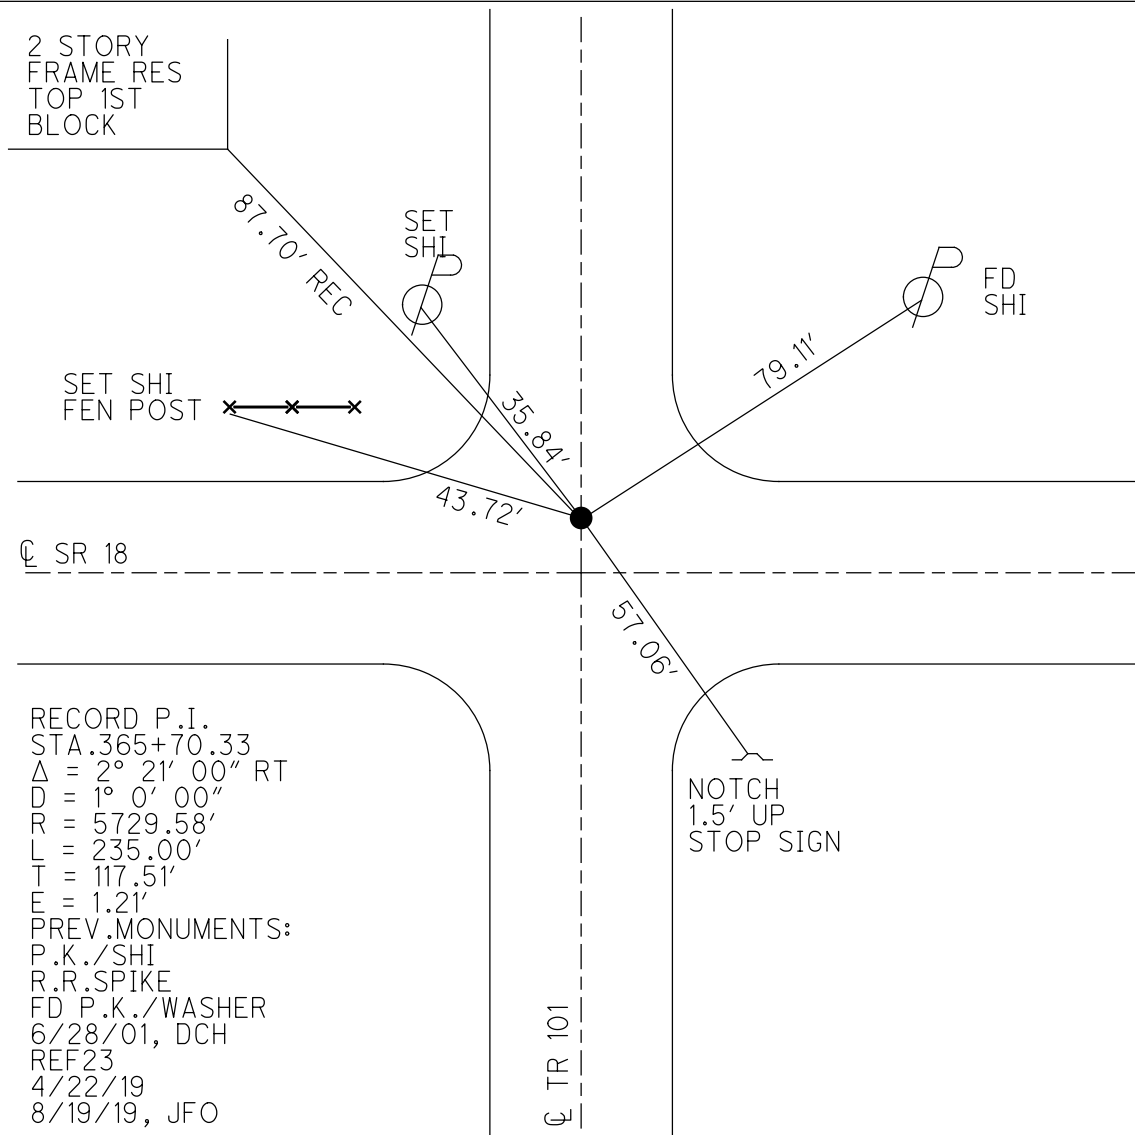 2 STORY
FRAME RES
TOP 1ST
BLOCK
87.70' REC
SET
SHI
FD
SHI
79.11'
SET SHI
FEN POST
35.84'
43.72'
℄ SR 18
57.06'
NOTCH
1.5' UP
STOP SIGN
RECORD P.I.
STA.365+70.33
Δ = 2° 21' 00" RT
D = 1° 0' 00"
R = 5729.58'
L = 235.00'
T = 117.51'
E = 1.21'
PREV.MONUMENTS:
P.K./SHI
R.R.SPIKE
FD P.K./WASHER
6/28/01, DCH
REF23
4/22/19
8/19/19, JFO
℄ TR 101